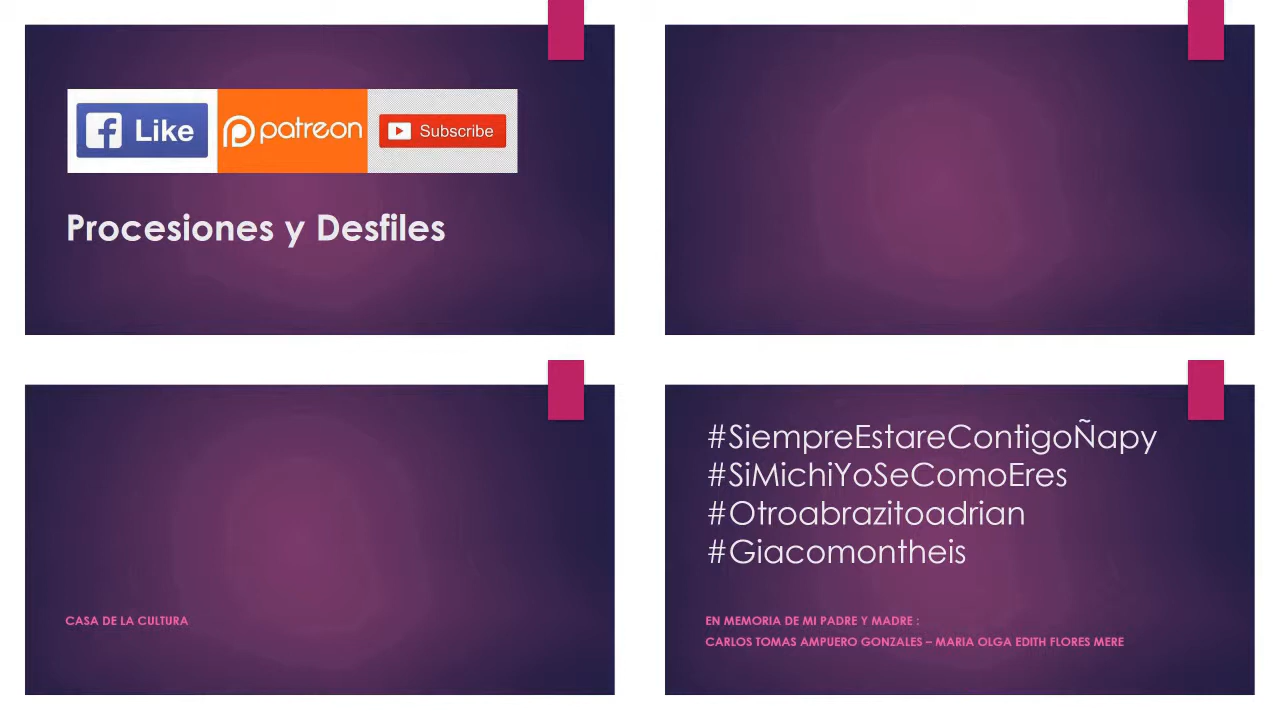 Like
patreon
Subscribe
Procesiones y Desfiles
CASA DE LA CULTURA
#SiempreEstareContigoÑapy
#SiMichiYoSeComoEres
#Otroabrazitoadrian
#Giacomontheis
EN MEMORIA DE MI PADRE Y MADRE :
CARLOS TOMAS AMPUERO GONZALES – MARIA OLGA EDITH FLORES MERE